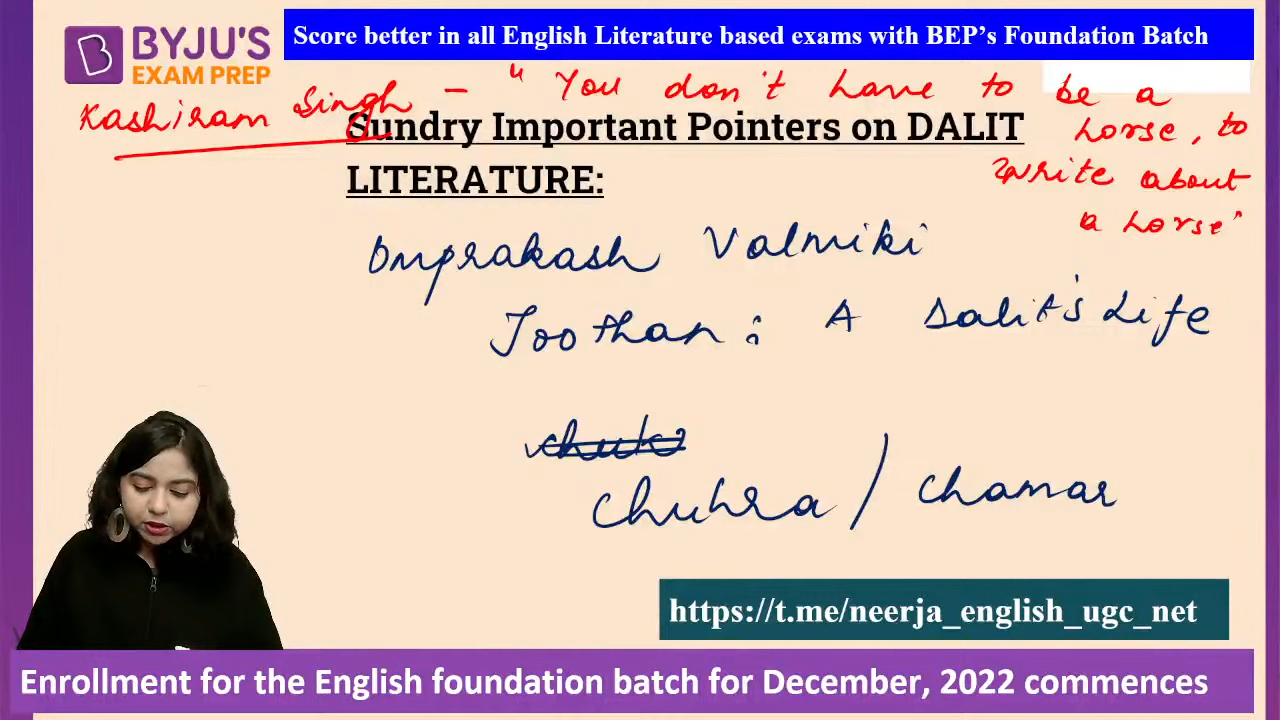 BYJU'S
EXAM PREP
Score better in all English Literature based exams with BEP's Foundation Batch
Kashiram Singh – "You don't have to be a
horse, to
write about
a horse"
Sundry Important Pointers on DALIT
LITERATURE:
Omprakash Valmiki
Joothan: A Dalit's Life
Chuhra / Chamar
https://t.me/neerja_english_ugc_net
Enrollment for the English foundation batch for December, 2022 commences